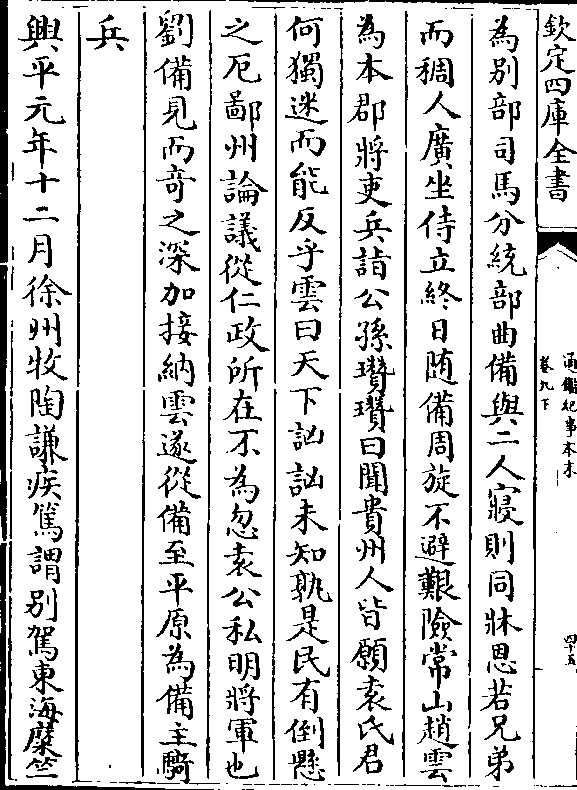 欽定四庫全書
通鑑紀事本末
卷九下
四十五
為別部司馬分統部曲備與二人寢則同牀恩若兄弟
而稠人廣坐侍立終日随備周旋不避艱險常山趙雲
為本郡將吏兵詣公孫瓚瓚曰聞貴州人皆願袁氏君
何獨迷而能反乎雲曰天下訩訩未知孰是民有倒懸
之厄鄙州論議從仁政所在不為忽袁公私明將軍也
劉備見而竒之深加接納雲遂從備至平原為備主騎
兵
興平元年十二月徐州牧陶謙疾篤謂別駕東海糜竺